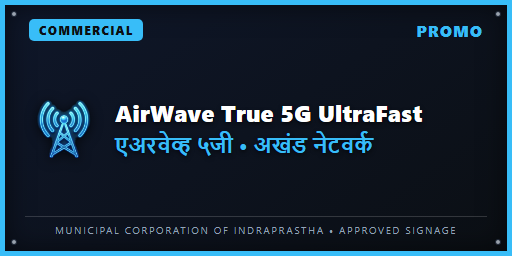 COMMERCIAL
PROMO
AirWave True 5G UltraFast
एअरवेव्ह ५जी • अखंड नेटवर्क
MUNICIPAL CORPORATION OF INDRAPRASTHA • APPROVED SIGNAGE